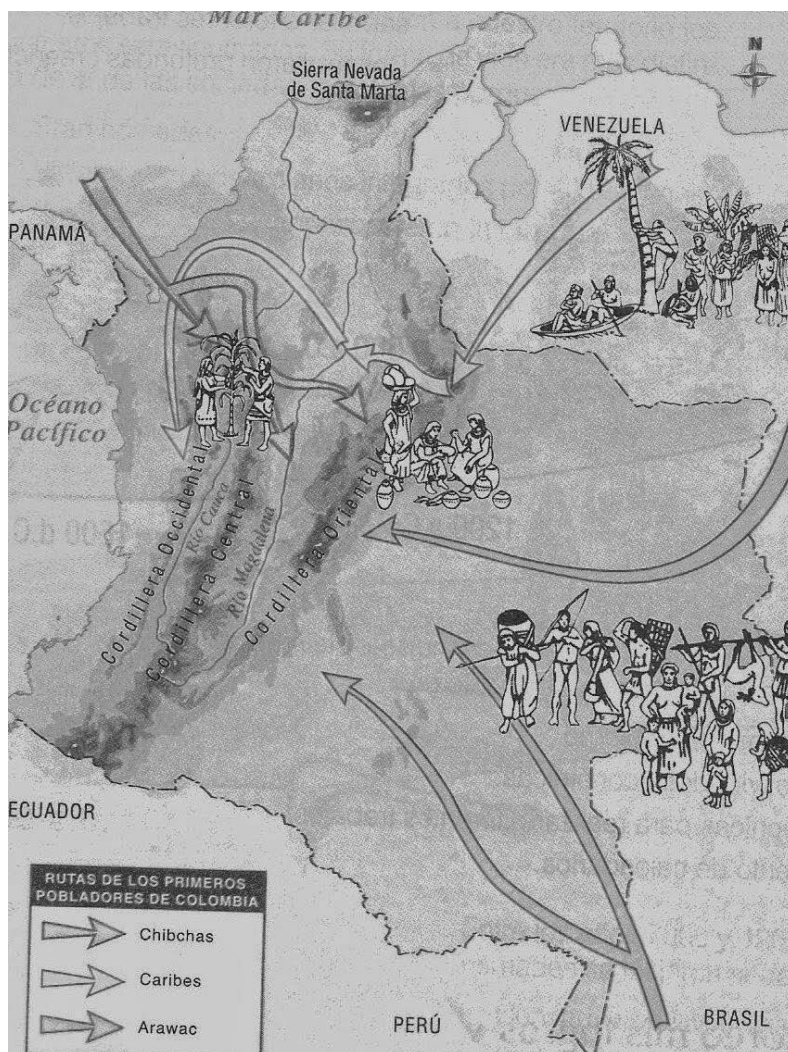 Mar Caribe
Sierra Nevada
de Santa Marta
N
VENEZUELA
PANAMÁ
Océano
Pacífico
Cordillera Occidental
Río Cauca
Cordillera Central
Río Magdalena
Cordillera Oriental
ECUADOR
RUTAS DE LOS PRIMEROS
POBLADORES DE COLOMBIA
Chibchas
Caribes
Arawac
PERÚ
BRASIL